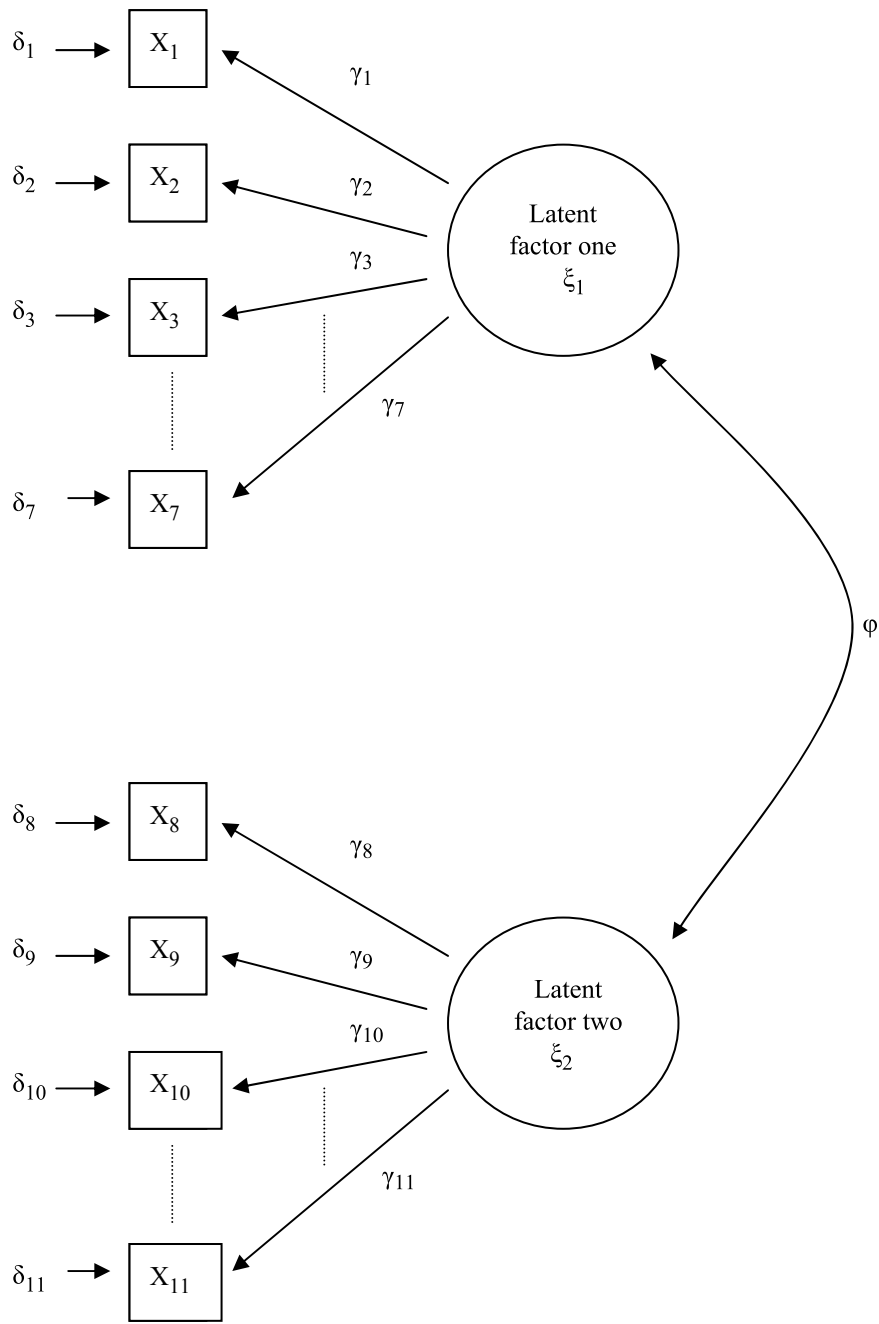 δ₁
X₁
γ₁
δ₂
X₂
γ₂
δ₃
X₃
γ₃
Latent
factor one
ξ₁
γ₇
δ₇
X₇
φ
δ₈
X₈
γ₈
δ₉
X₉
γ₉
δ₁₀
X₁₀
γ₁₀
Latent
factor two
ξ₂
γ₁₁
δ₁₁
X₁₁